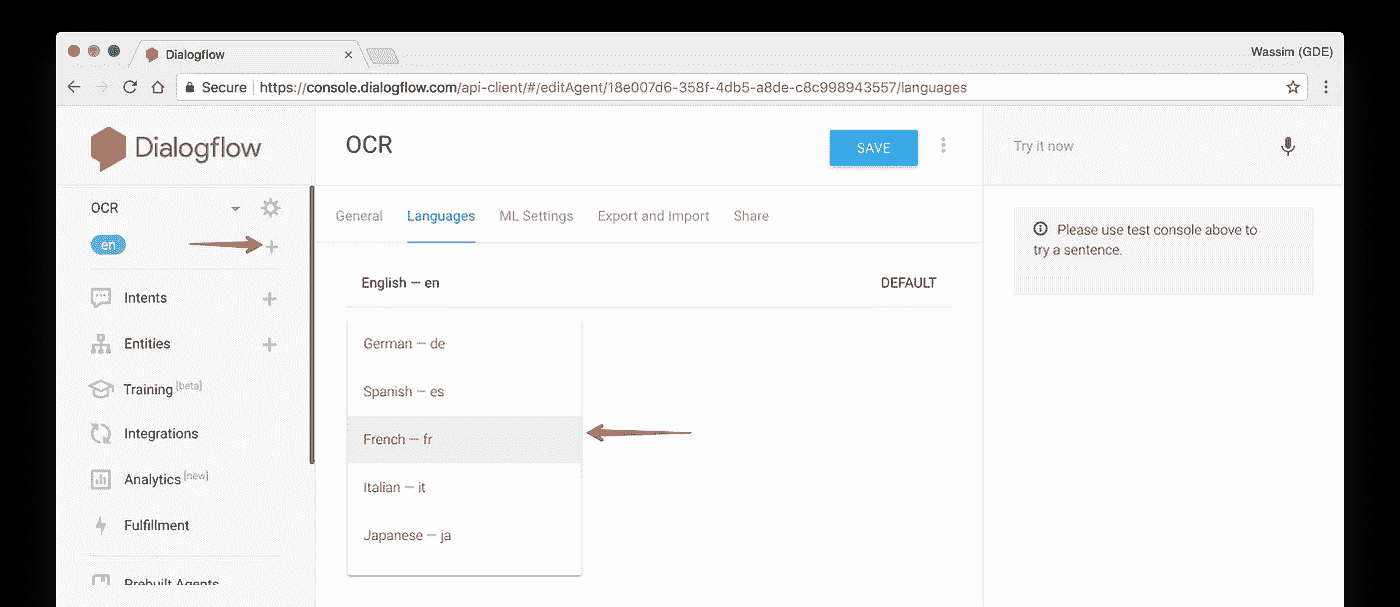 Dialogflow
Wassim (GDE)
Secure https://console.dialogflow.com/api-client/#/editAgent/18e007d6-358f-4db5-a8de-c8c998943557/languages
Dialogflow
OCR
SAVE
Try it now
OCR
General Languages ML Settings Export and Import Share
en
Please use test console above to
try a sentence.
English – en DEFAULT
Intents
Entities
Training [beta]
Integrations
Analytics [new]
Fulfillment
Prebuilt Agents
German – de
Spanish – es
French – fr
Italian – it
Japanese – ja